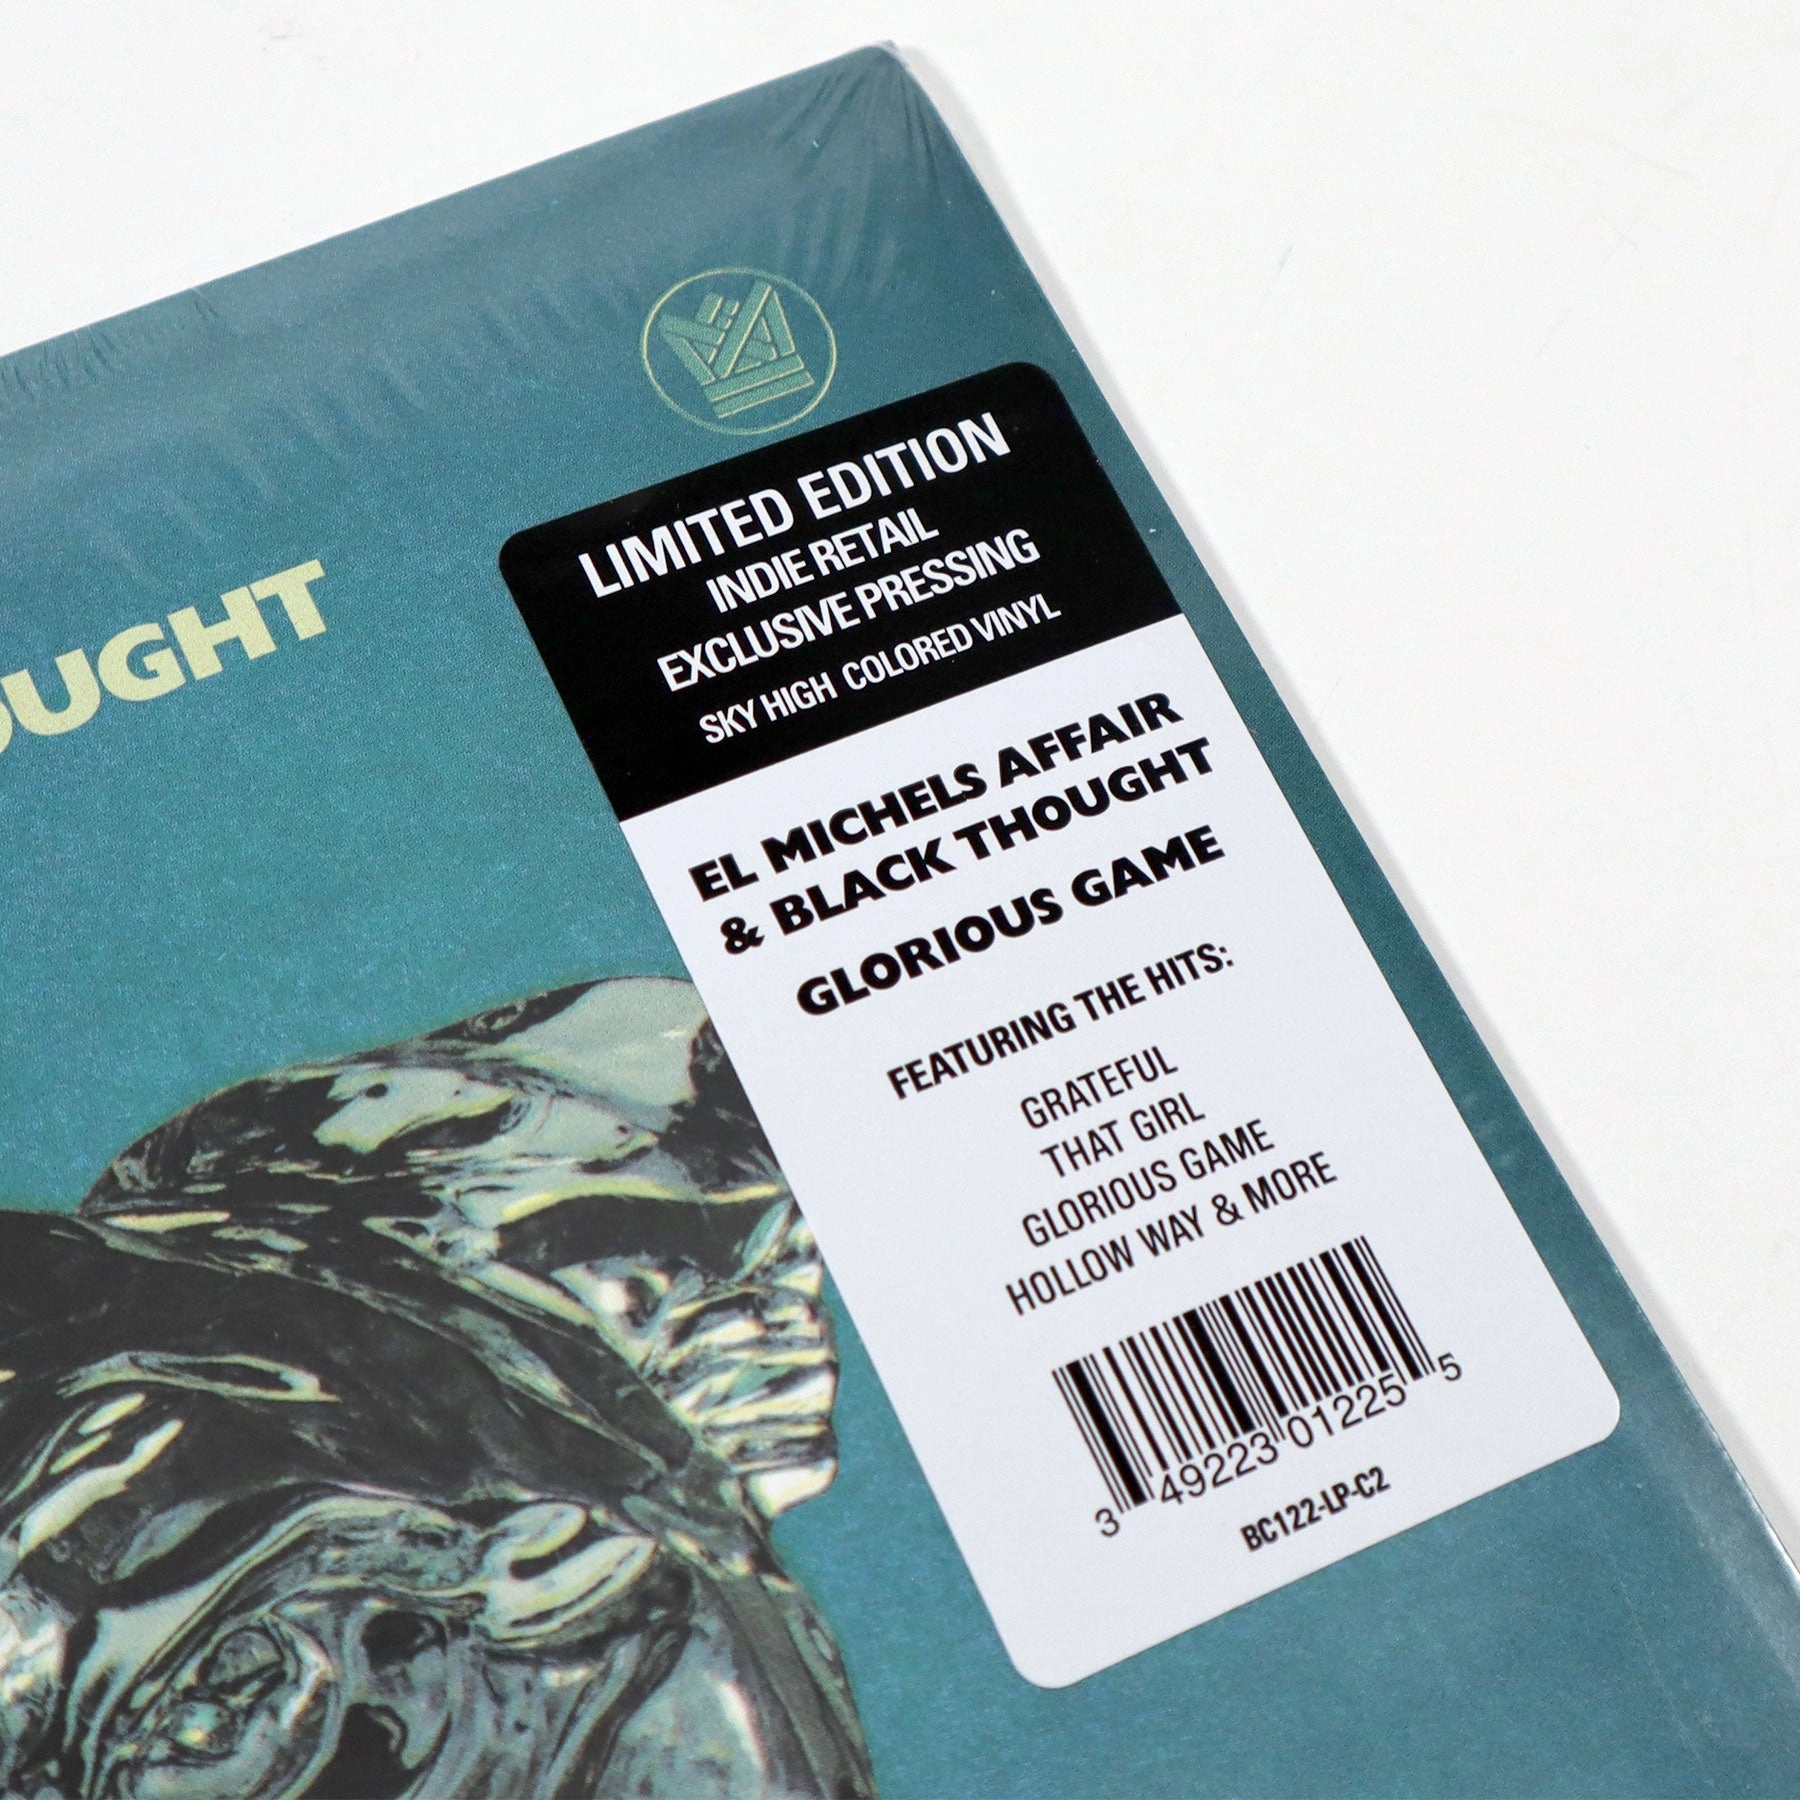 OUGHT
LIMITED EDITION
INDIE RETAIL
EXCLUSIVE PRESSING
SKY HIGH COLORED VINYL
EL MICHELS AFFAIR
& BLACK THOUGHT
GLORIOUS GAME
FEATURING THE HITS:
GRATEFUL
THAT GIRL
GLORIOUS GAME
HOLLOW WAY & MORE
3 49223 01225 5
BC122-LP-C2